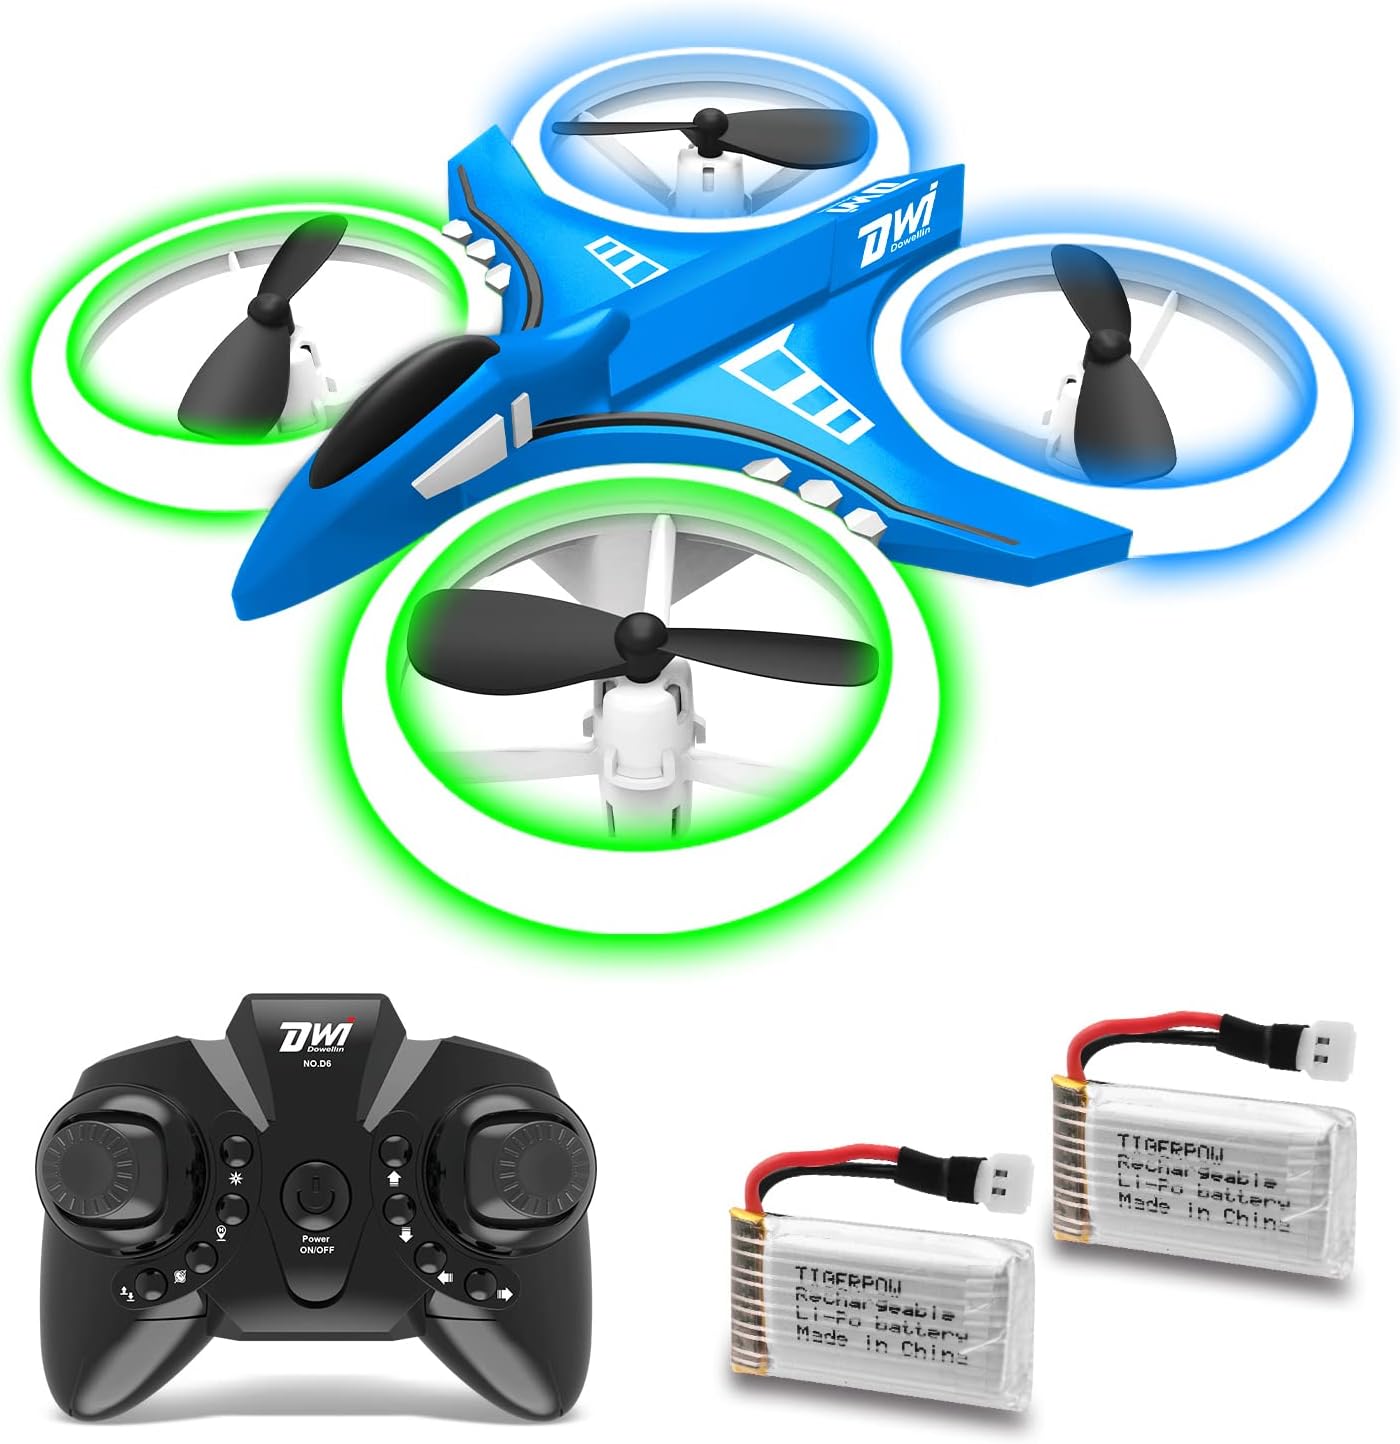 DWI
DWI
Dowellin
DWI
Dowellin
NO.D6
Power
ON/OFF
H
TIGERPOW
Rechargeable
Li-Po battery
Made in China
TIGERPOW
Rechargeable
Li-Po battery
Made in China